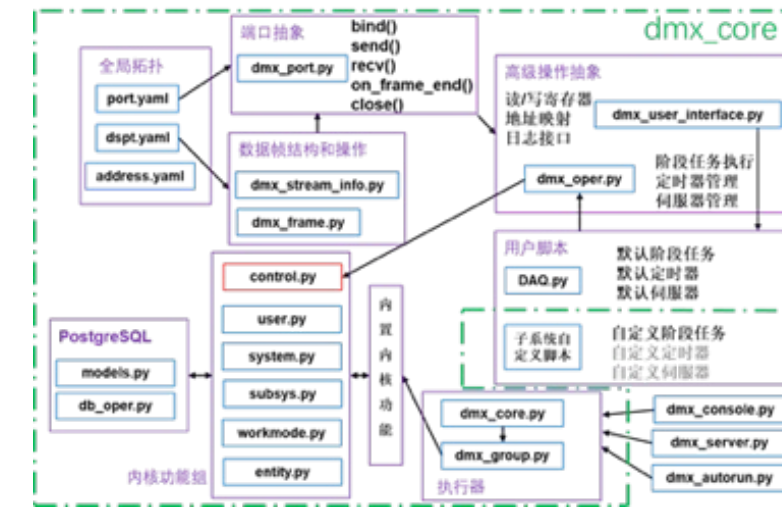 dmx_core
全局拓扑
port.yaml
dspt.yaml
address.yaml
端口抽象
dmx_port.py
bind()
send()
recv()
on_frame_end()
close()
数据帧结构和操作
dmx_stream_info.py
dmx_frame.py
高级操作抽象
读/写寄存器
地址映射
日志接口
dmx_user_interface.py
dmx_oper.py
阶段任务执行
定时器管理
伺服器管理
用户脚本
DAQ.py
默认阶段任务
默认定时器
默认伺服器
子系统自
定义脚本
自定义阶段任务
自定义定时器
自定义伺服器
PostgreSQL
models.py
db_oper.py
control.py
user.py
system.py
subsys.py
workmode.py
entity.py
内核功能组
内
置
内
核
功
能
dmx_core.py
dmx_group.py
执行器
dmx_console.py
dmx_server.py
dmx_autorun.py